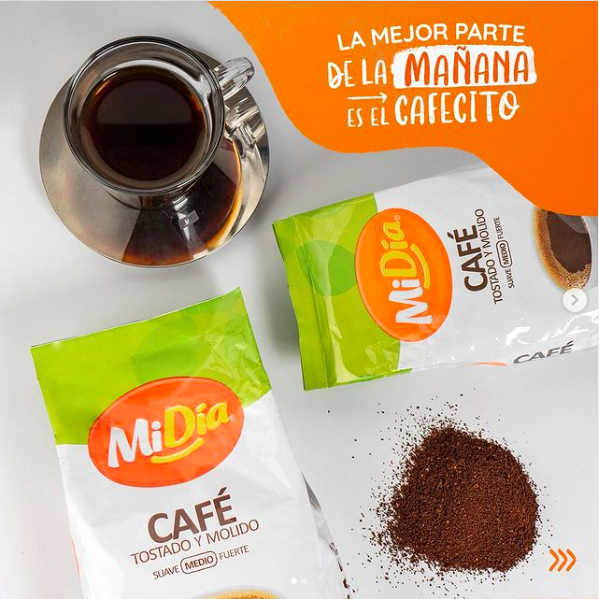 LA MEJOR PARTE
DE LA MAÑANA
ES EL CAFECITO
MiDía
CAFÉ
TOSTADO Y MOLIDO
SUAVE MEDIO FUERTE
CAFÉ
MiDía
CAFÉ
TOSTADO Y MOLIDO
SUAVE MEDIO FUERTE